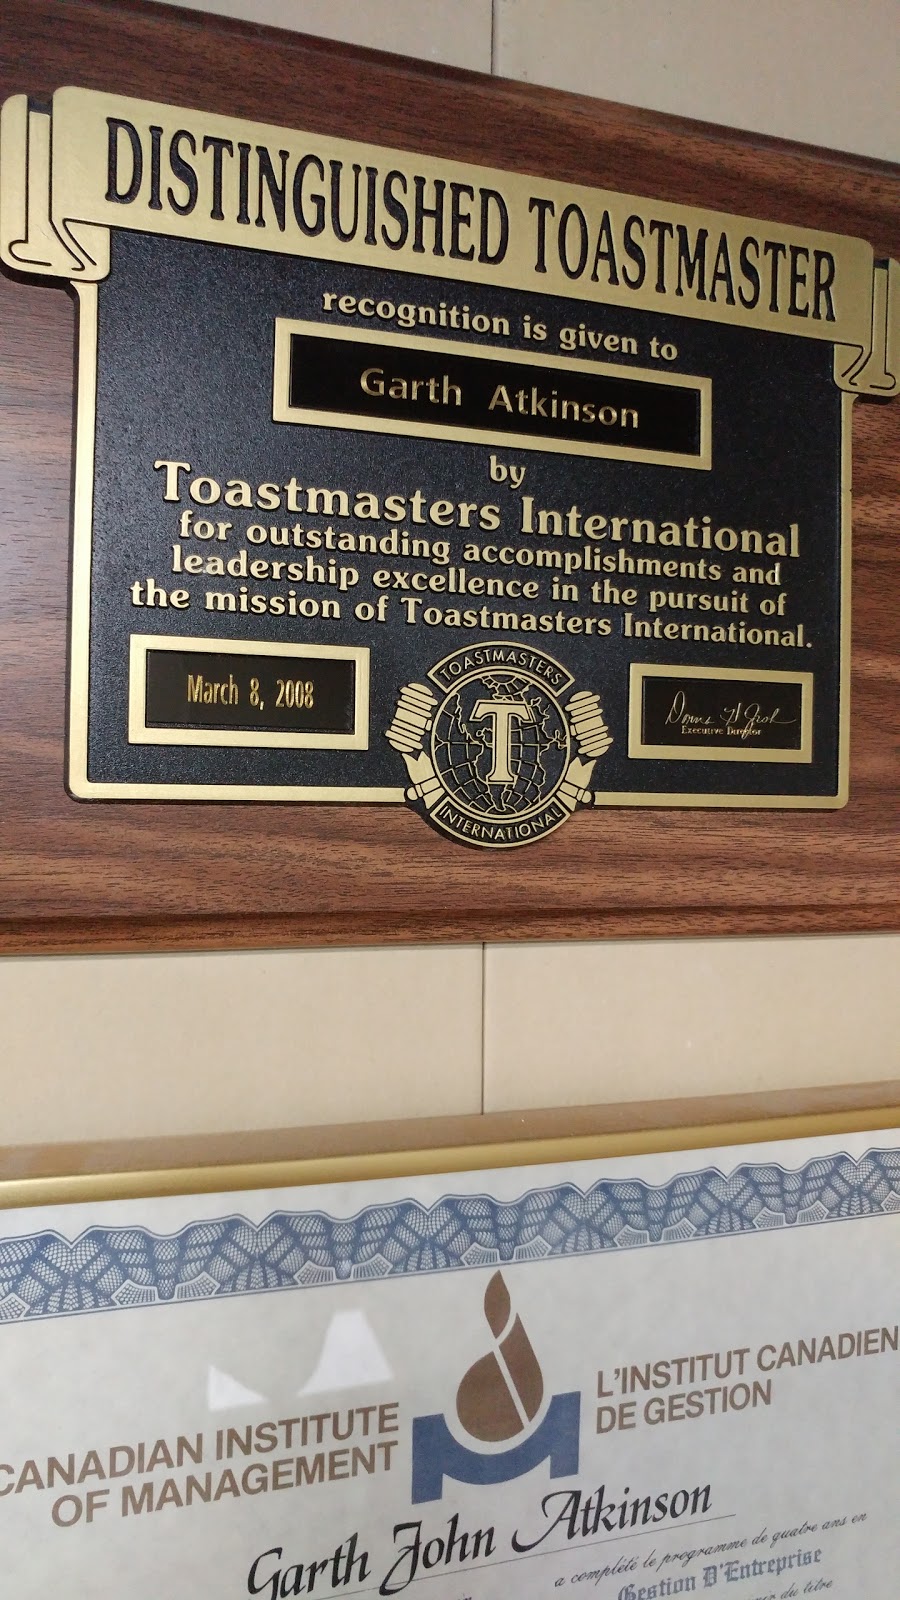 DISTINGUISHED TOASTMASTER
recognition is given to
Garth Atkinson
by
Toastmasters International
for outstanding accomplishments and
leadership excellence in the pursuit of
the mission of Toastmasters International.
March 8, 2008
TOASTMASTERS
T
INTERNATIONAL
Executive Director
CANADIAN INSTITUTE
OF MANAGEMENT
L'INSTITUT CANADIEN
DE GESTION
Garth John Atkinson
a complété le programme de quatre ans en
Gestion D'Entreprise
du titre